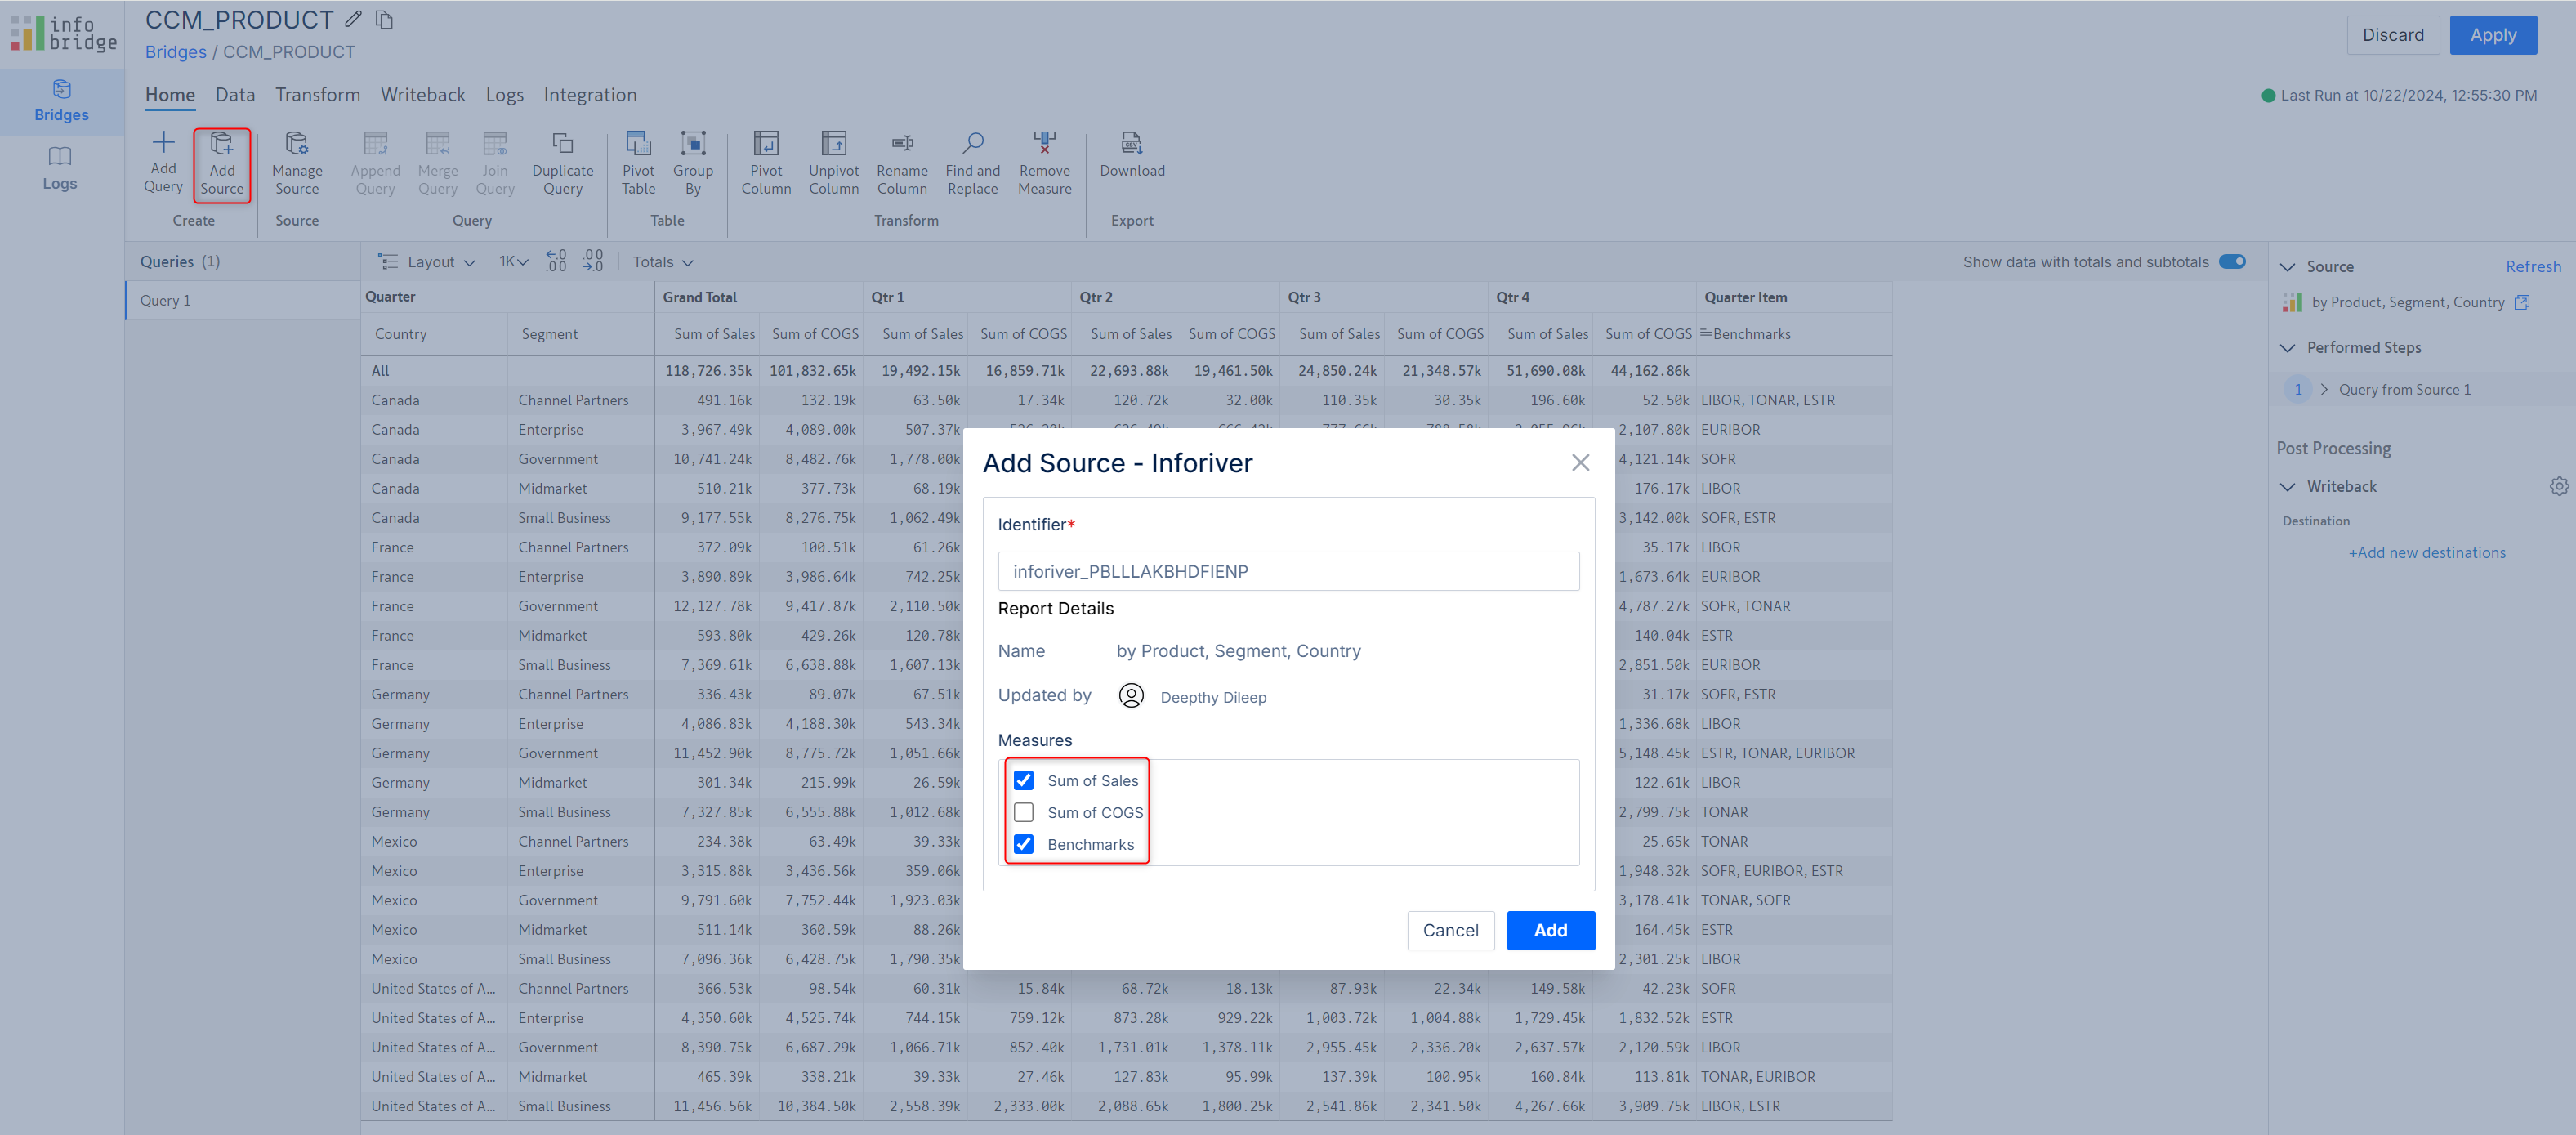 info
bridge
CCM_PRODUCT
Bridges / CCM_PRODUCT
Discard
Apply
Bridges
Logs
Home Data Transform Writeback Logs Integration
Last Run at 10/22/2024, 12:55:30 PM
Add Query
Add Source
Create
Manage Source
Source
Append Query
Merge Query
Join Query
Duplicate Query
Query
Pivot Table
Group By
Table
Pivot Column
Unpivot Column
Rename Column
Find and Replace
Remove Measure
Transform
CSV
Download
Export
Queries (1)
Query 1
Layout 1K .0 .00 .00 .0 Totals
Show data with totals and subtotals
Quarter Grand Total Qtr 1 Qtr 2 Qtr 3 Qtr 4 Quarter Item
Country Segment Sum of Sales Sum of COGS Sum of Sales Sum of COGS Sum of Sales Sum of COGS Sum of Sales Sum of COGS Sum of Sales Sum of COGS Benchmarks
All 118,726.35k 101,832.65k 19,492.15k 16,859.71k 22,693.88k 19,461.50k 24,850.24k 21,348.57k 51,690.08k 44,162.86k
Canada Channel Partners 491.16k 132.19k 63.50k 17.34k 120.72k 32.00k 110.35k 30.35k 196.60k 52.50k LIBOR, TONAR, ESTR
Canada Enterprise 3,967.49k 4,089.00k 507.37k 2,107.80k EURIBOR
Canada Government 10,741.24k 8,482.76k 1,778.00k 4,121.14k SOFR
Canada Midmarket 510.21k 377.73k 68.19k 176.17k LIBOR
Canada Small Business 9,177.55k 8,276.75k 1,062.49k 3,142.00k SOFR, ESTR
France Channel Partners 372.09k 100.51k 61.26k 35.17k LIBOR
France Enterprise 3,890.89k 3,986.64k 742.25k 1,673.64k EURIBOR
France Government 12,127.78k 9,417.87k 2,110.50k 4,787.27k SOFR, TONAR
France Midmarket 593.80k 429.26k 120.78k 140.04k ESTR
France Small Business 7,369.61k 6,638.88k 1,607.13k 2,851.50k EURIBOR
Germany Channel Partners 336.43k 89.07k 67.51k 31.17k SOFR, ESTR
Germany Enterprise 4,086.83k 4,188.30k 543.34k 1,336.68k LIBOR
Germany Government 11,452.90k 8,775.72k 1,051.66k 5,148.45k ESTR, TONAR, EURIBOR
Germany Midmarket 301.34k 215.99k 26.59k 122.61k LIBOR
Germany Small Business 7,327.85k 6,555.88k 1,012.68k 2,799.75k TONAR
Mexico Channel Partners 234.38k 63.49k 39.33k 25.65k TONAR
Mexico Enterprise 3,315.88k 3,436.56k 359.06k 1,948.32k SOFR, EURIBOR, ESTR
Mexico Government 9,791.60k 7,752.44k 1,923.03k 3,178.41k TONAR, SOFR
Mexico Midmarket 511.14k 360.59k 88.26k 164.45k ESTR
Mexico Small Business 7,096.36k 6,428.75k 1,790.35k 2,301.25k LIBOR
United States of A... Channel Partners 366.53k 98.54k 60.31k 15.84k 68.72k 18.13k 87.93k 22.34k 149.58k 42.23k SOFR
United States of A... Enterprise 4,350.60k 4,525.74k 744.15k 759.12k 873.28k 929.22k 1,003.72k 1,004.88k 1,729.45k 1,832.52k ESTR
United States of A... Government 8,390.75k 6,687.29k 1,066.71k 852.40k 1,731.01k 1,378.11k 2,955.45k 2,336.20k 2,637.57k 2,120.59k LIBOR
United States of A... Midmarket 465.39k 338.21k 39.33k 27.46k 127.83k 95.99k 137.39k 100.95k 160.84k 113.81k TONAR, EURIBOR
United States of A... Small Business 11,456.56k 10,384.50k 2,558.39k 2,333.00k 2,088.65k 1,800.25k 2,541.86k 2,341.50k 4,267.66k 3,909.75k LIBOR, ESTR
Add Source - Inforiver
Identifier*
inforiver_PBLLLAKBHDFIENP
Report Details
Name by Product, Segment, Country
Updated by Deepthy Dileep
Measures
Sum of Sales
Sum of COGS
Benchmarks
Cancel
Add
Source Refresh
by Product, Segment, Country
Performed Steps
1 Query from Source 1
Post Processing
Writeback
Destination
+Add new destinations